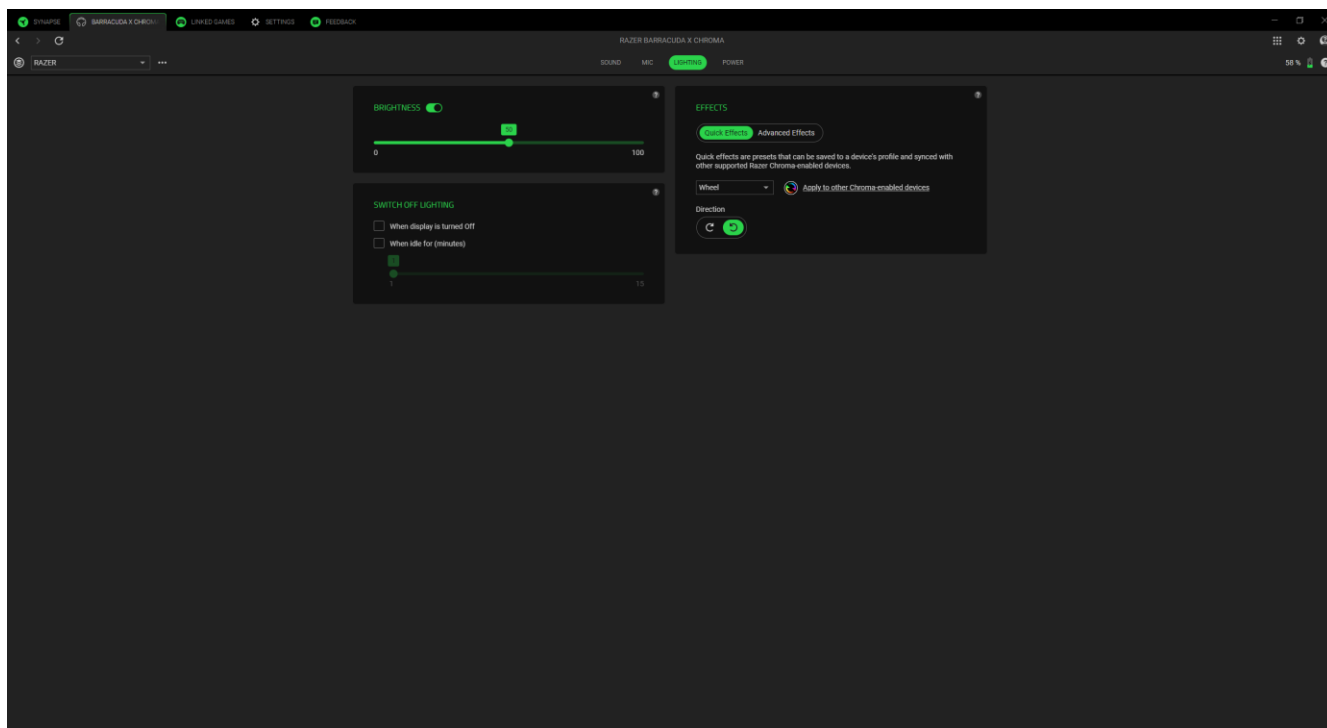 SYNAPSE
BARRACUDA X CHROMA
LINKED GAMES
SETTINGS
FEEDBACK
RAZER BARRACUDA X CHROMA
RAZER
SOUND
MIC
LIGHTING
POWER
58 %
BRIGHTNESS
50
0
100
SWITCH OFF LIGHTING
When display is turned Off
When idle for (minutes)
1
1
15
EFFECTS
Quick Effects
Advanced Effects
Quick effects are presets that can be saved to a device's profile and synced with
other supported Razer Chroma-enabled devices.
Wheel
Apply to other Chroma-enabled devices
Direction